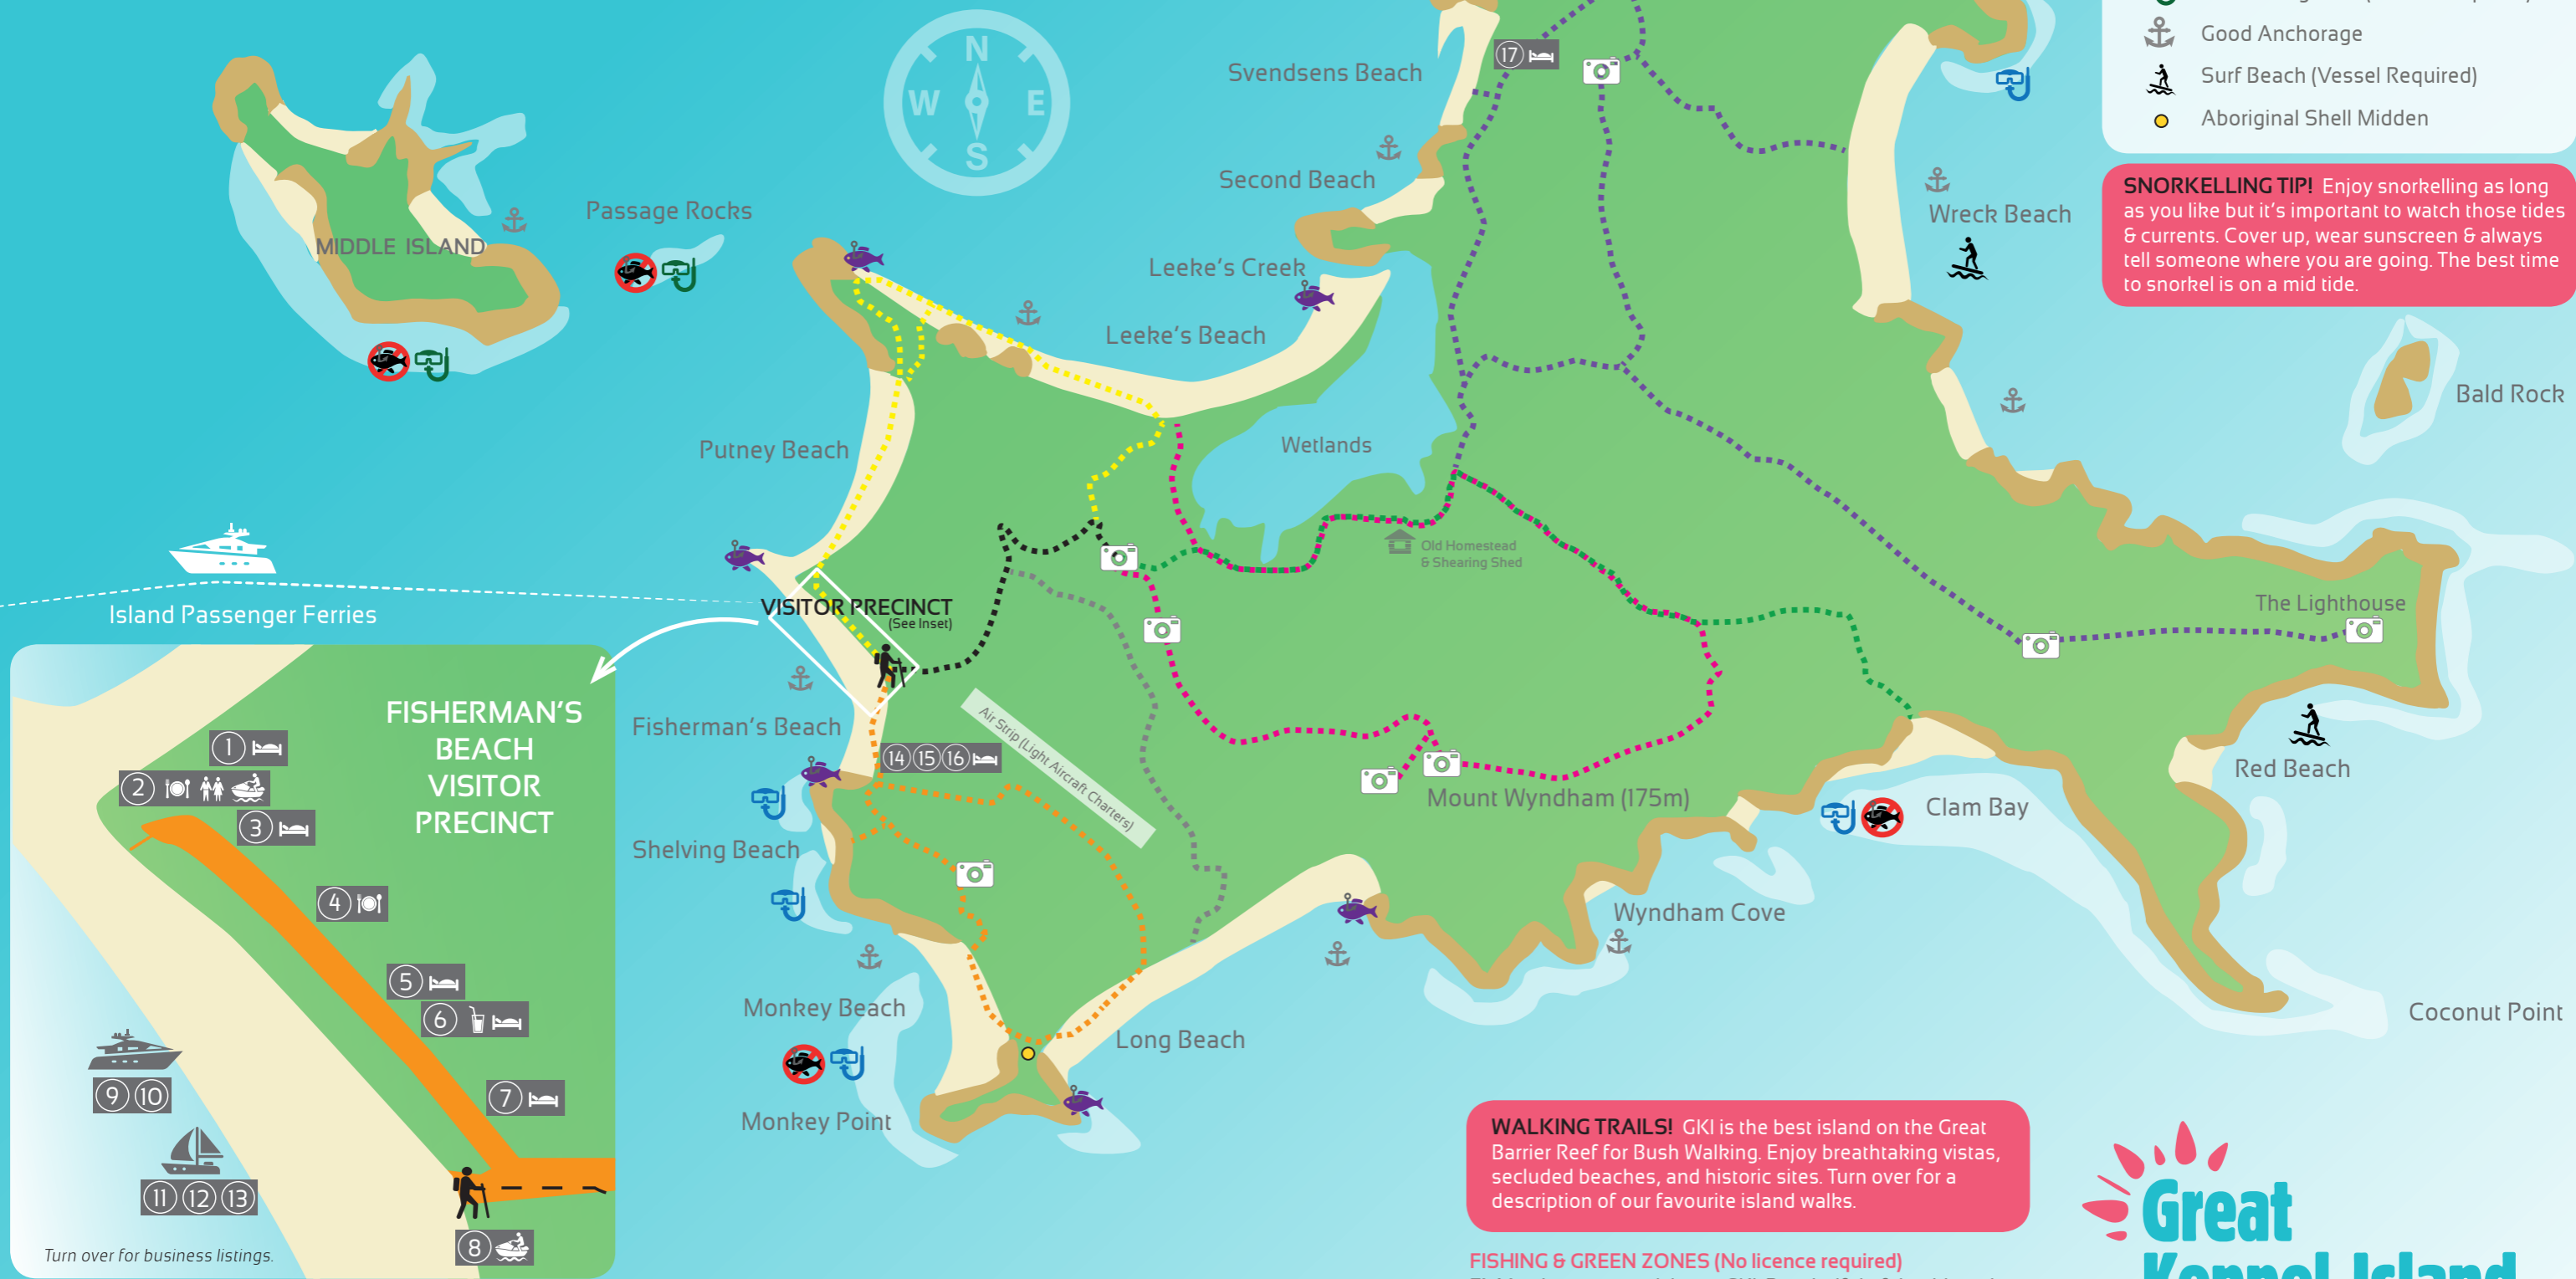 Good Anchorage
Surf Beach (Vessel Required)
Aboriginal Shell Midden
SNORKELLING TIP! Enjoy snorkelling as long
as you like but it's important to watch those tides
& currents. Cover up, wear sunscreen & always
tell someone where you are going. The best time
to snorkel is on a mid tide.
N
W E
S
17
Svendsens Beach
Second Beach
Wreck Beach
Passage Rocks
MIDDLE ISLAND
Leeke's Creek
Leeke's Beach
Bald Rock
Putney Beach
Wetlands
Old Homestead
& Shearing Shed
Island Passenger Ferries
VISITOR PRECINCT
(See Inset)
The Lighthouse
Fisherman's Beach
14 15 16
Air Strip (Light Aircraft Charters)
Red Beach
Mount Wyndham (175m)
Clam Bay
Shelving Beach
Wyndham Cove
Monkey Beach
Long Beach
Coconut Point
Monkey Point
FISHERMAN'S
BEACH
VISITOR
PRECINCT
1
2
3
4
5
6
7
9 10
11 12 13
8
Turn over for business listings.
WALKING TRAILS! GKI is the best island on the Great
Barrier Reef for Bush Walking. Enjoy breathtaking vistas,
secluded beaches, and historic sites. Turn over for a
description of our favourite island walks.
FISHING & GREEN ZONES (No licence required)
Great
Keppel Island